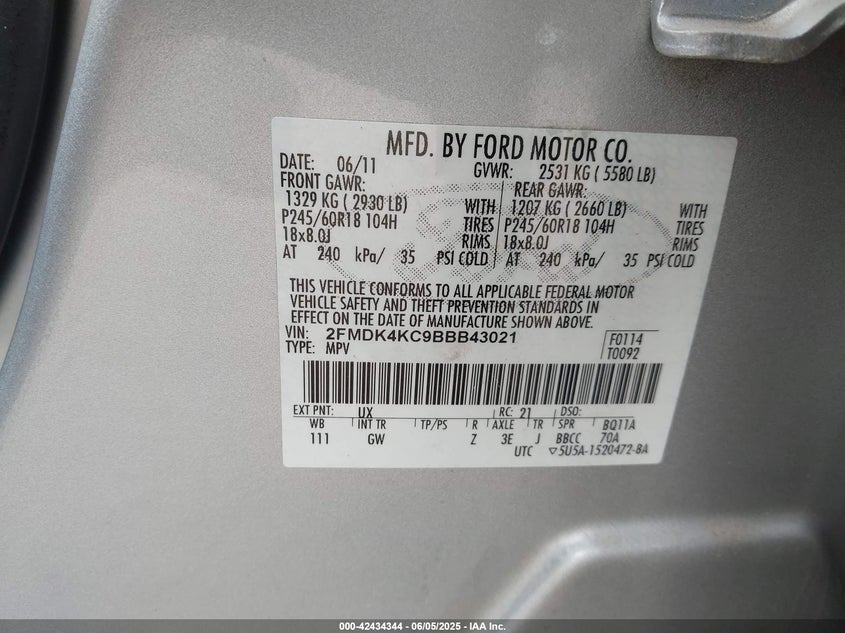 MFD. BY FORD MOTOR CO.
DATE: 06/11 GVWR: 2531 KG ( 5580 LB)
FRONT GAWR: REAR GAWR:
1329 KG ( 2930 LB) WITH 1207 KG ( 2660 LB) WITH
P245/60R18 104H TIRES P245/60R18 104H TIRES
18x8.0J RIMS 18x8.0J RIMS
AT 240 kPa/ 35 PSI COLD AT 240 kPa/ 35 PSI COLD
THIS VEHICLE CONFORMS TO ALL APPLICABLE FEDERAL MOTOR
VEHICLE SAFETY AND THEFT PREVENTION STANDARDS IN
EFFECT ON THE DATE OF MANUFACTURE SHOWN ABOVE.
VIN: 2FMDK4KC9BBB43021 F0114
TYPE: MPV T0092
EXT PNT: UX RC: 21 DSO:
WB INT TR TP/PS R AXLE TR SPR BQ11A
111 GW Z 3E J BBCC 70A
UTC ▽5U5A-1520472-BA
Ford
000-42434344 - 06/05/2025 - IAA Inc.